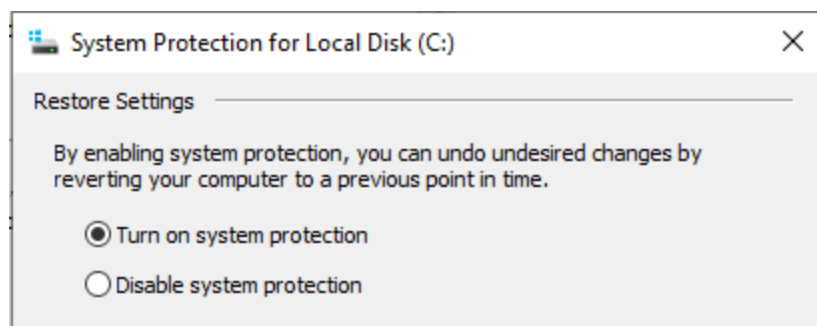 System Protection for Local Disk (C:)
Restore Settings
By enabling system protection, you can undo undesired changes by
reverting your computer to a previous point in time.
Turn on system protection
Disable system protection